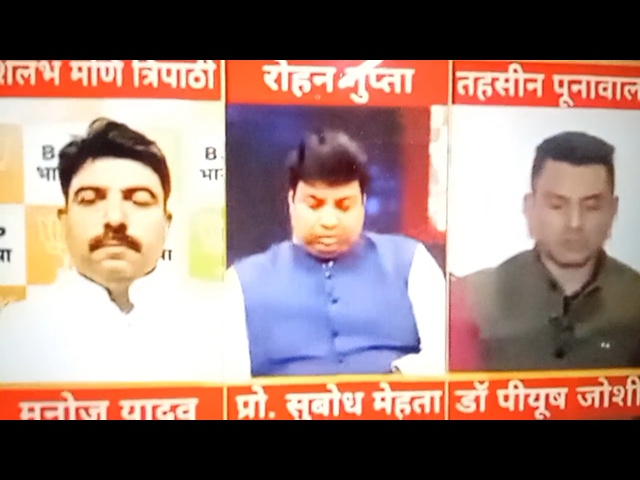 शलभ मणि त्रिपाठी रोहन गुप्ता तहसीन पूनावाल
मनोज यादव प्रो. सुबोध मेहता डॉ पीयूष जोशी